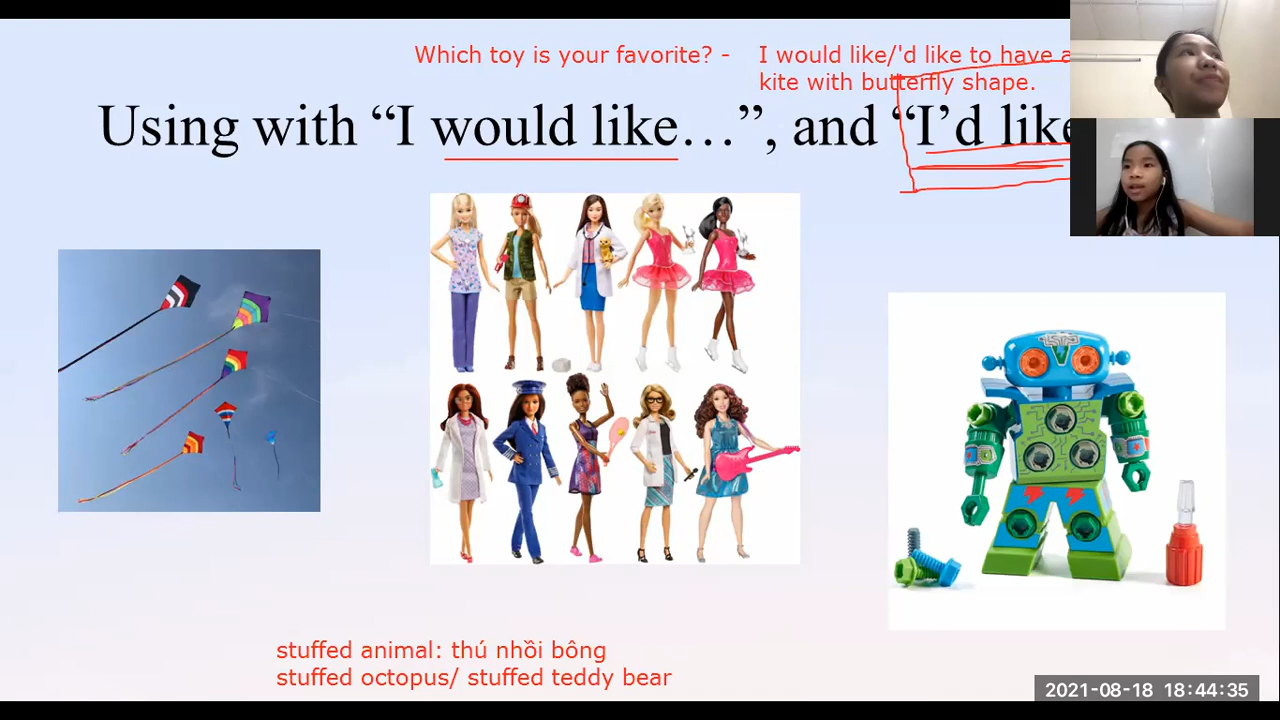 Which toy is your favorite? - I would like/'d like to have a
kite with butterfly shape.
Using with “I would like…”, and “I’d like
stuffed animal: thú nhồi bông
stuffed octopus/ stuffed teddy bear
2021-08-18 18:44:35